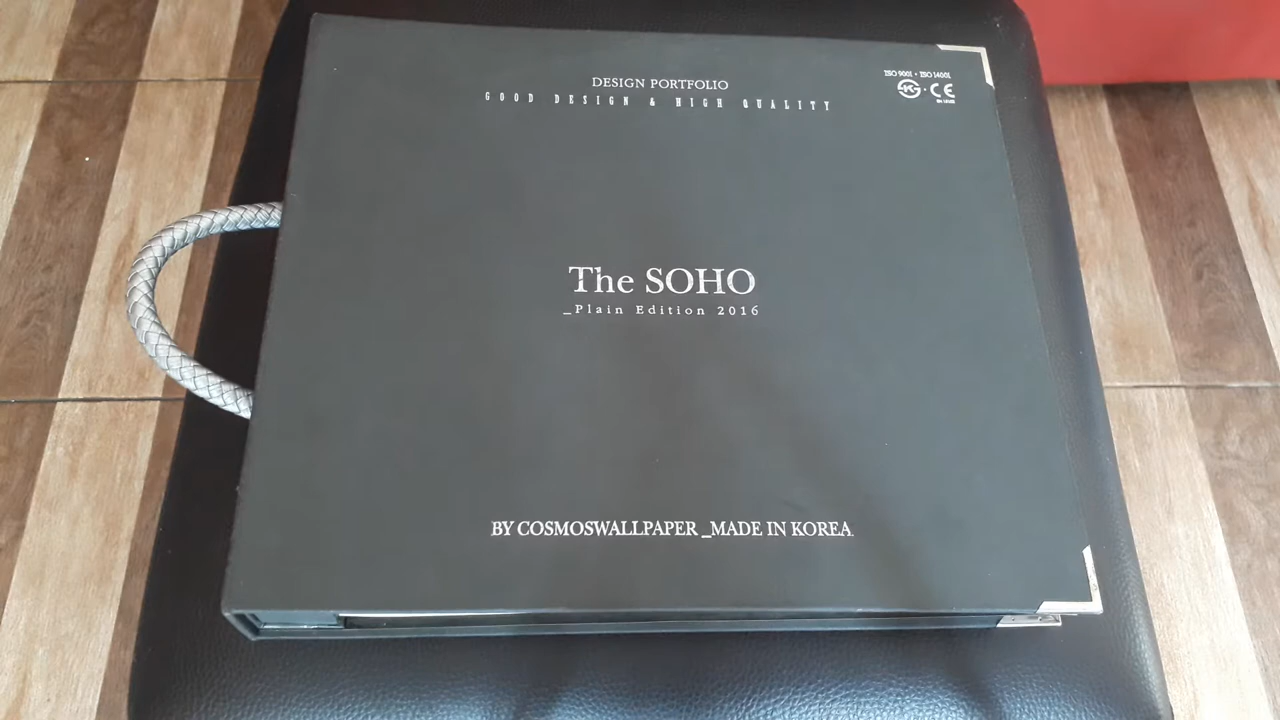 DESIGN PORTFOLIO
GOOD DESIGN & HIGH QUALITY
ISO 9001 • ISO 14001
CE
The SOHO
_Plain Edition 2016
BY COSMOSWALLPAPER _MADE IN KOREA